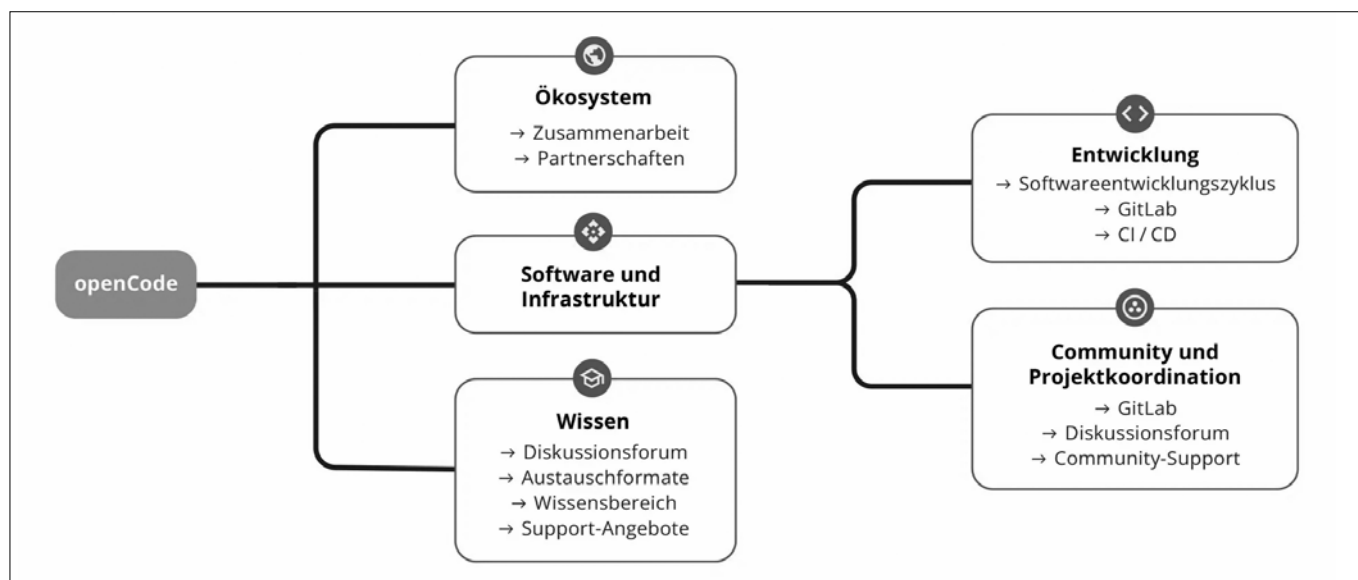 openCode
Ökosystem
→ Zusammenarbeit
→ Partnerschaften
Software und
Infrastruktur
Wissen
→ Diskussionsforum
→ Austauschformate
→ Wissensbereich
→ Support-Angebote
Entwicklung
→ Softwareentwicklungszyklus
→ GitLab
→ CI / CD
Community und
Projektkoordination
→ GitLab
→ Diskussionsforum
→ Community-Support